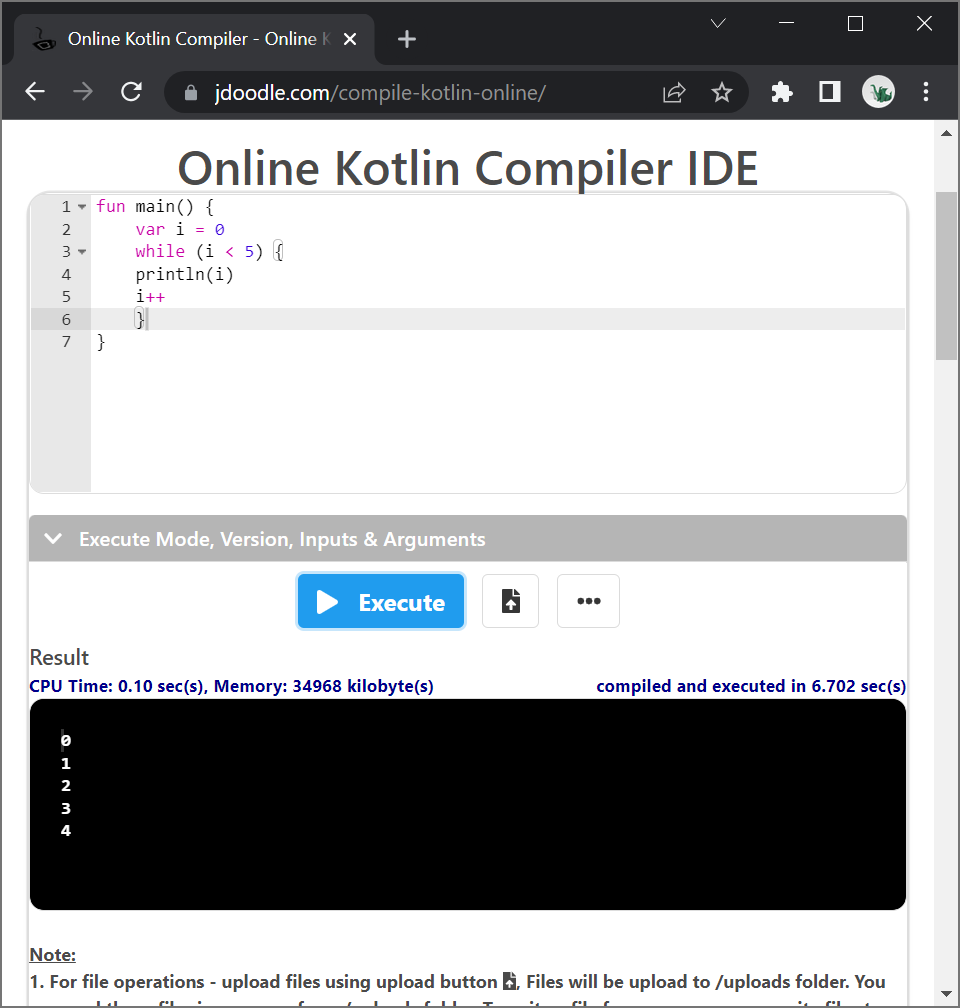 Online Kotlin Compiler - Online K
jdoodle.com/compile-kotlin-online/
Online Kotlin Compiler IDE
1 fun main() {
2     var i = 0
3     while (i < 5) {
4     println(i)
5     i++
6     }
7 }
Execute Mode, Version, Inputs & Arguments
Execute
Result
CPU Time: 0.10 sec(s), Memory: 34968 kilobyte(s) compiled and executed in 6.702 sec(s)
0
1
2
3
4
Note:
1. For file operations - upload files using upload button , Files will be upload to /uploads folder. You